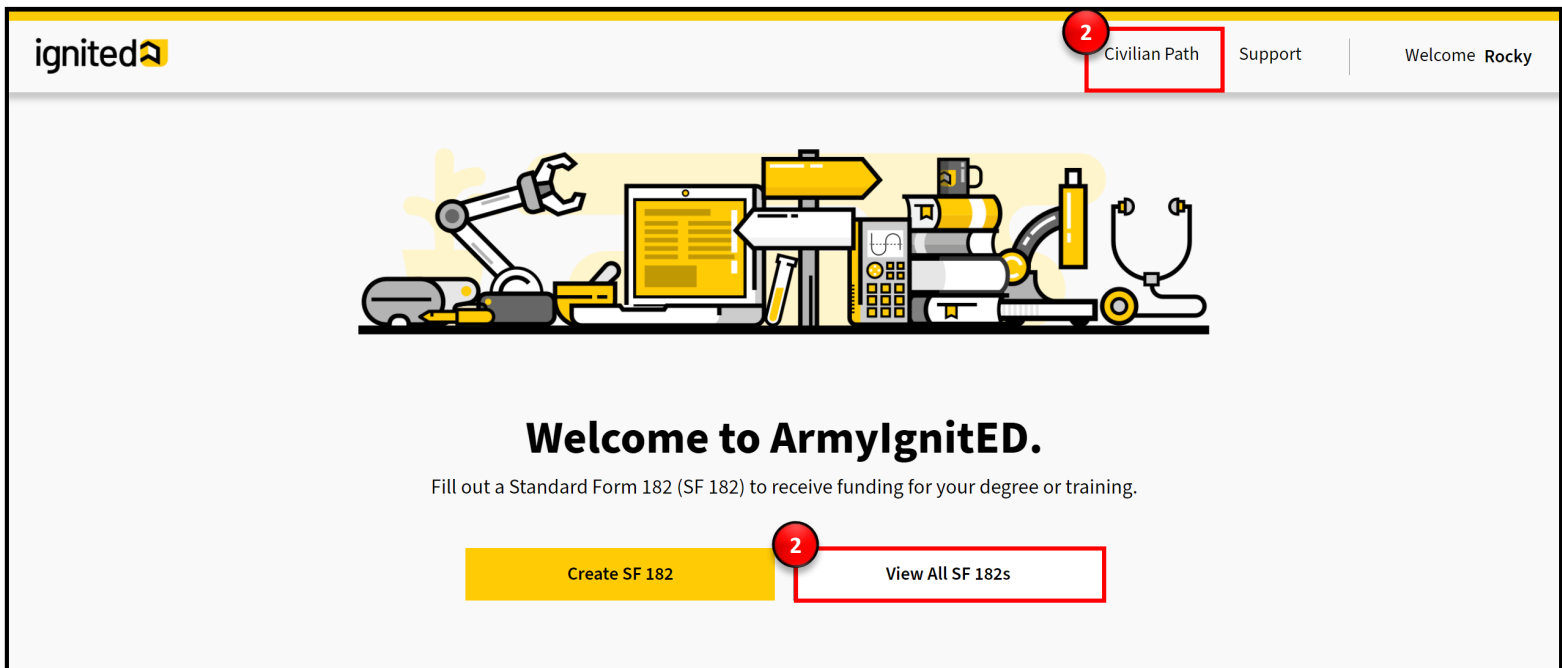 ignited
2
Civilian Path Support Welcome Rocky
Welcome to ArmyIgnitED.
Fill out a Standard Form 182 (SF 182) to receive funding for your degree or training.
2
Create SF 182 View All SF 182s